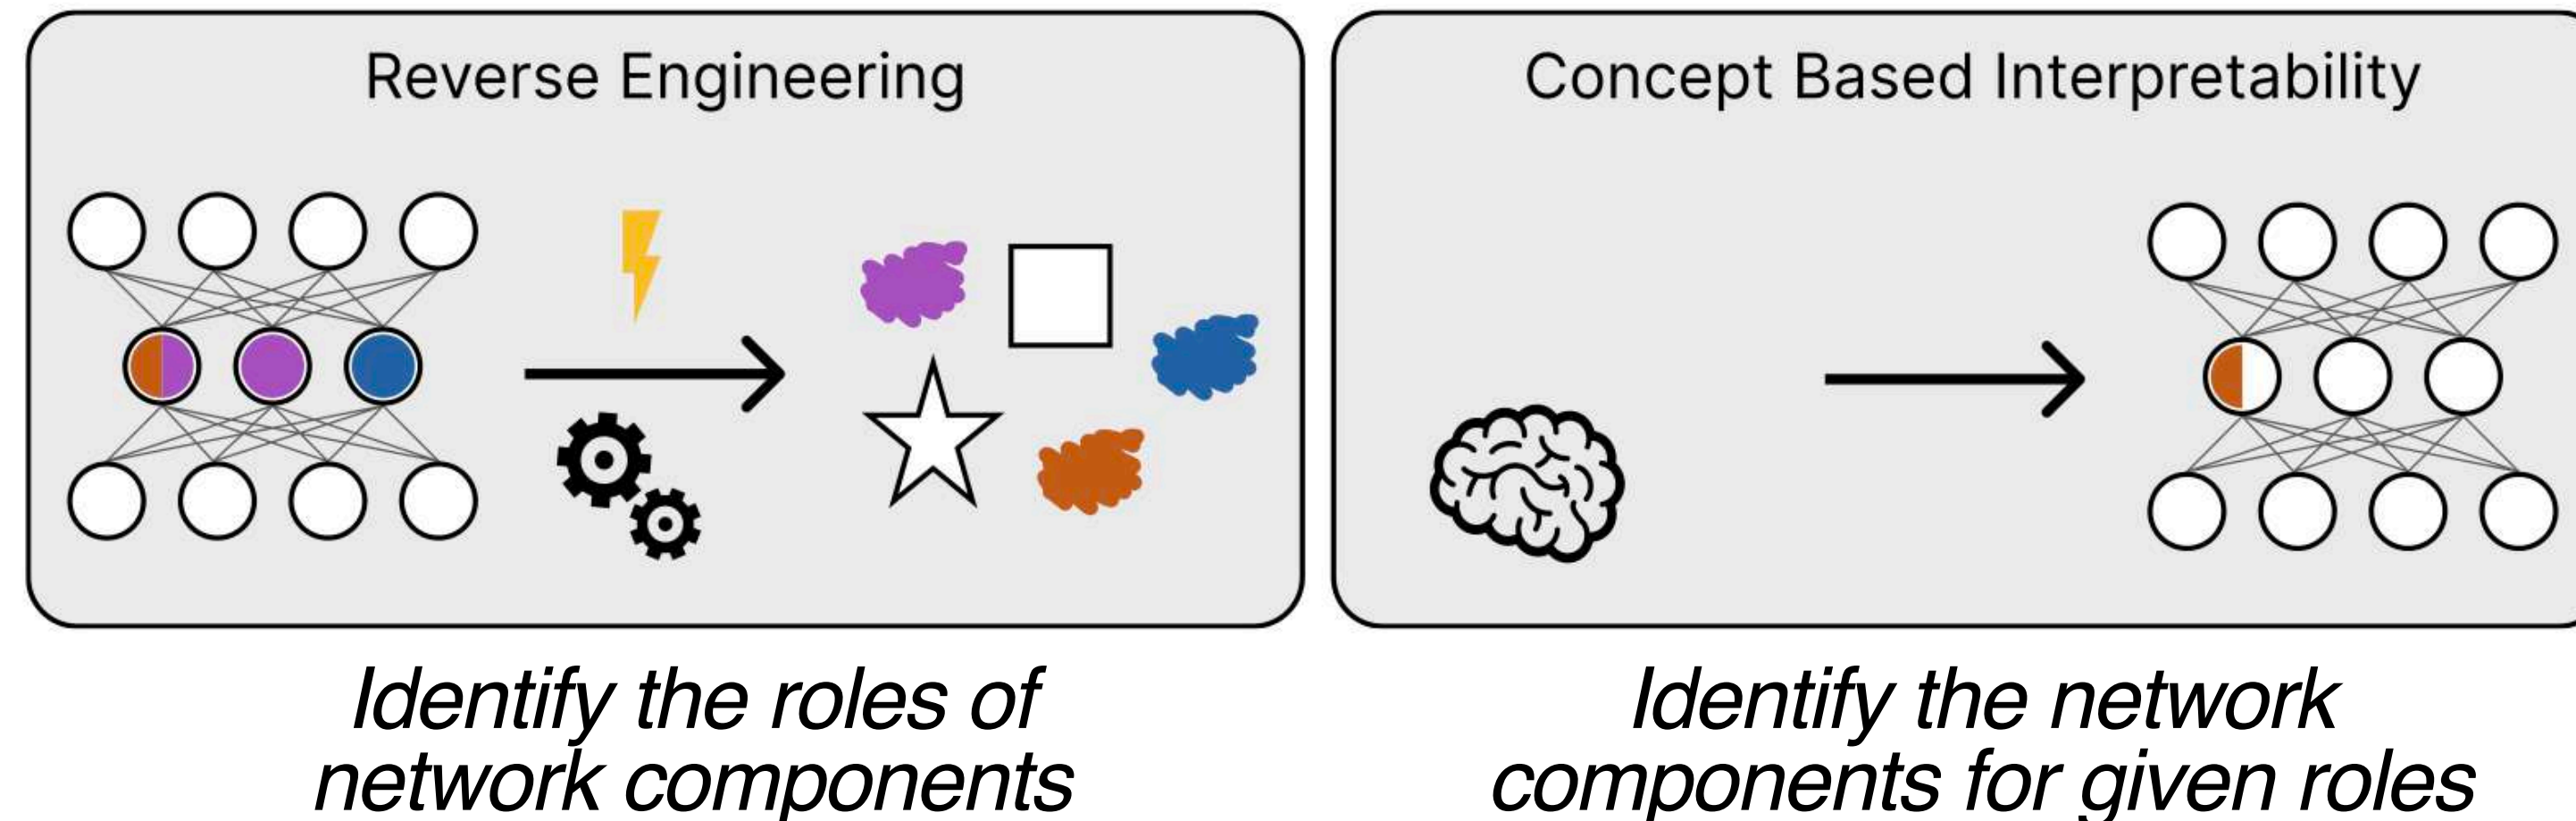 Reverse Engineering
Identify the roles of
network components
Concept Based Interpretability
Identify the network
components for given roles